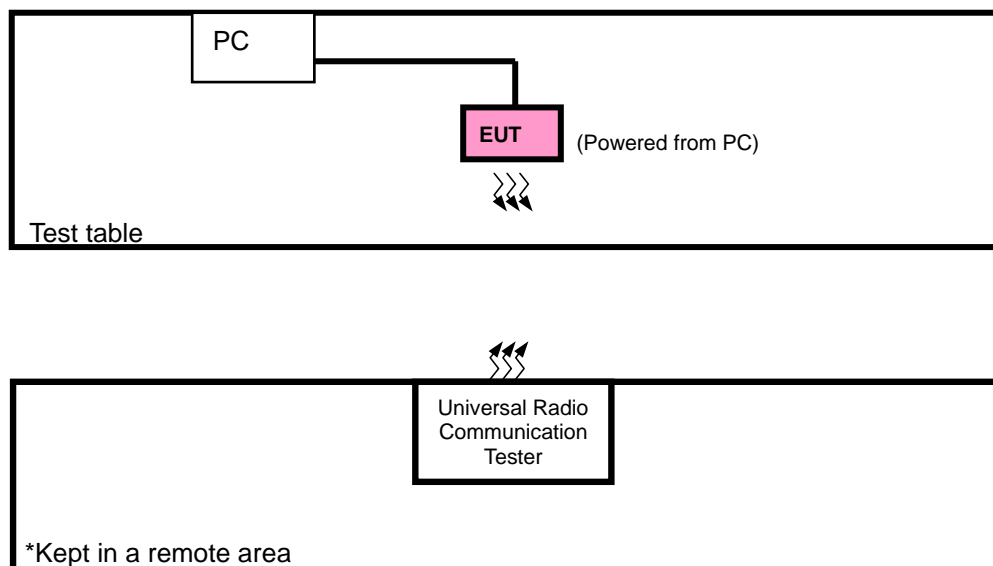 PC
EUT
(Powered from PC)
Test table
Universal Radio
Communication
Tester
*Kept in a remote area